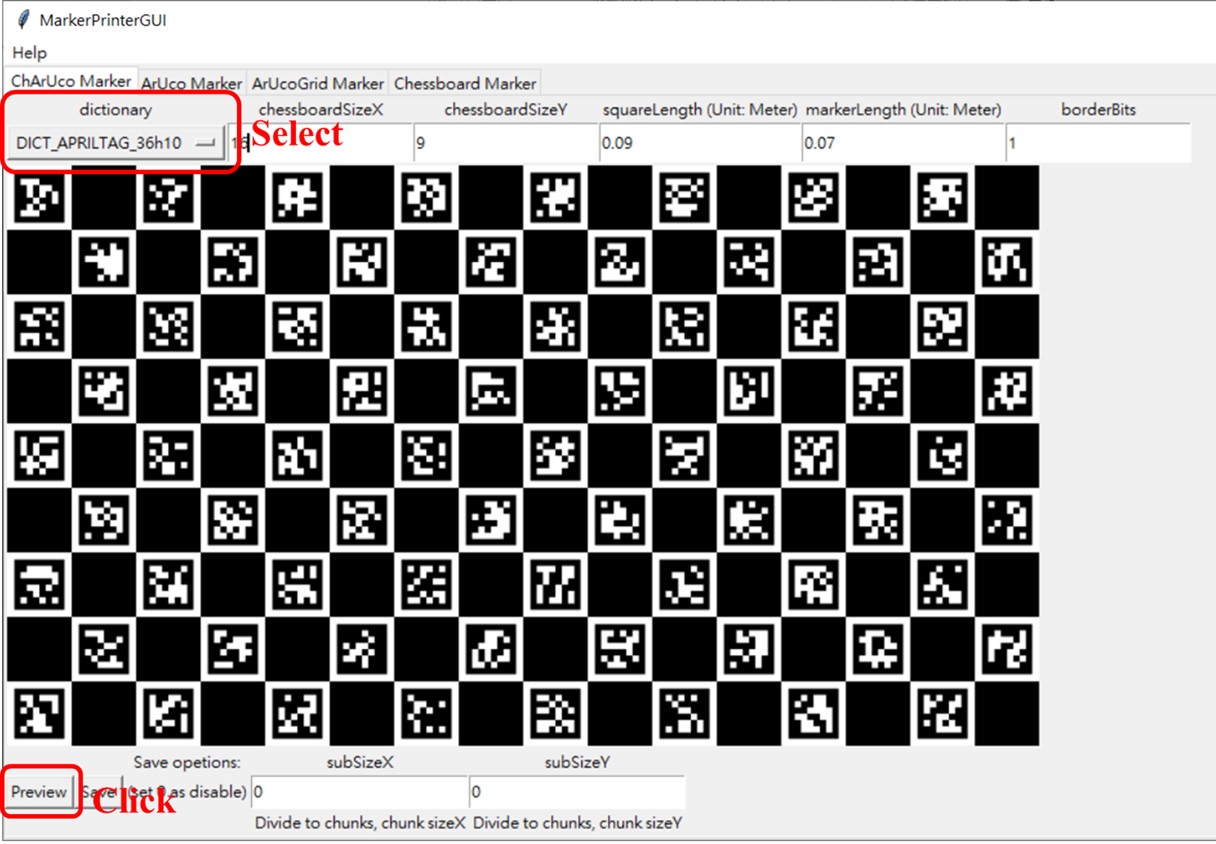 MarkerPrinterGUI
Help
ChArUco Marker ArUco Marker ArUcoGrid Marker Chessboard Marker
dictionary chessboardSizeX chessboardSizeY squareLength (Unit: Meter) markerLength (Unit: Meter) borderBits
DICT_APRILTAG_36h10 16 Select 9 0.09 0.07 1
Save opetions: subSizeX subSizeY
Preview Save Click (set 0 as disable) 0 0
Divide to chunks, chunk sizeX Divide to chunks, chunk sizeY